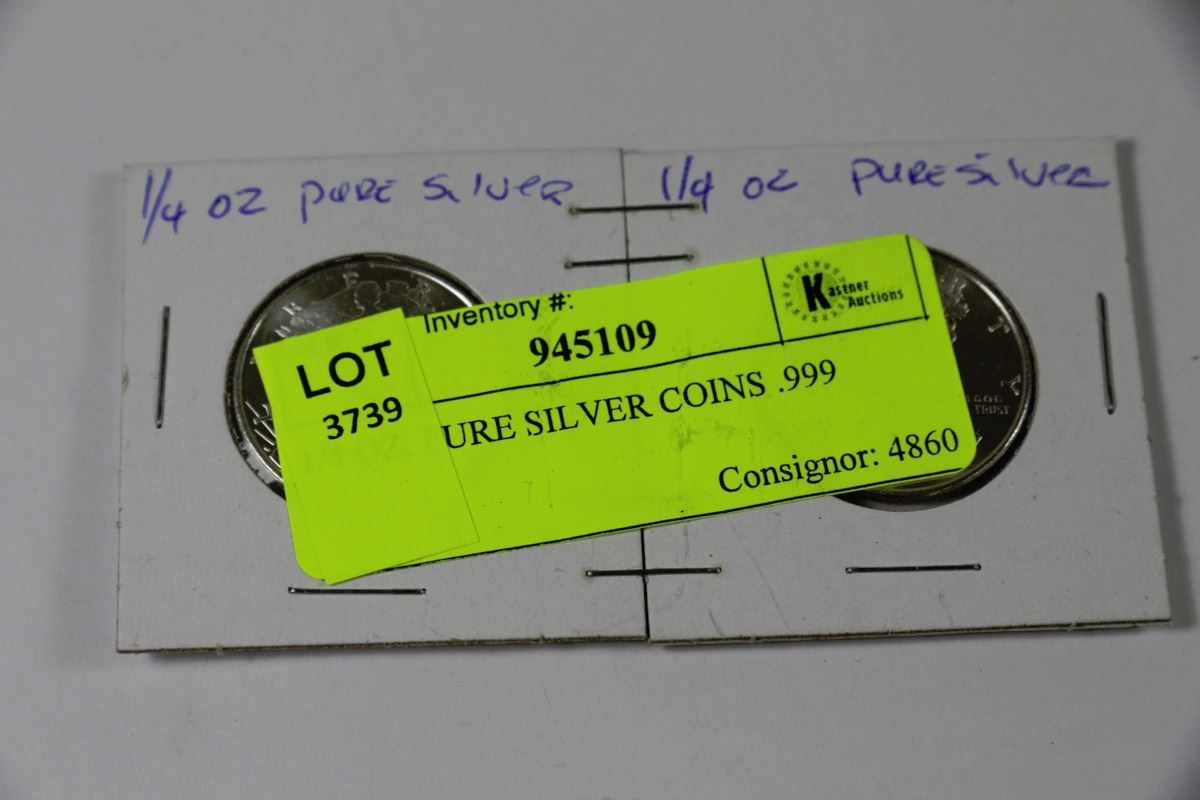 1/4 oz pure Silver
1/4 oz pure Silver
Inventory #:
945109
Kastner
Auctions
LOT
3739
URE SILVER COINS .999
Consignor: 4860
TRUST